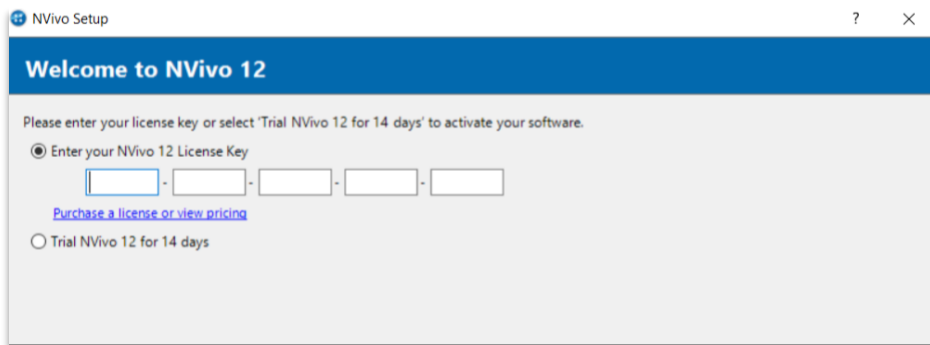 NVivo Setup ?
Welcome to NVivo 12
Please enter your license key or select 'Trial NVivo 12 for 14 days' to activate your software.
Enter your NVivo 12 License Key
- - - -
Purchase a license or view pricing
Trial NVivo 12 for 14 days